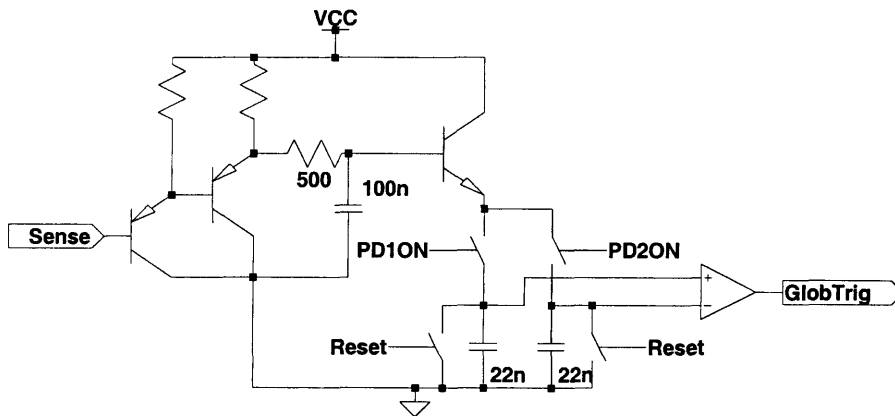 VCC
500
100n
Sense
PD1ON
PD2ON
+
−
GlobTrig
Reset
22n
22n
Reset